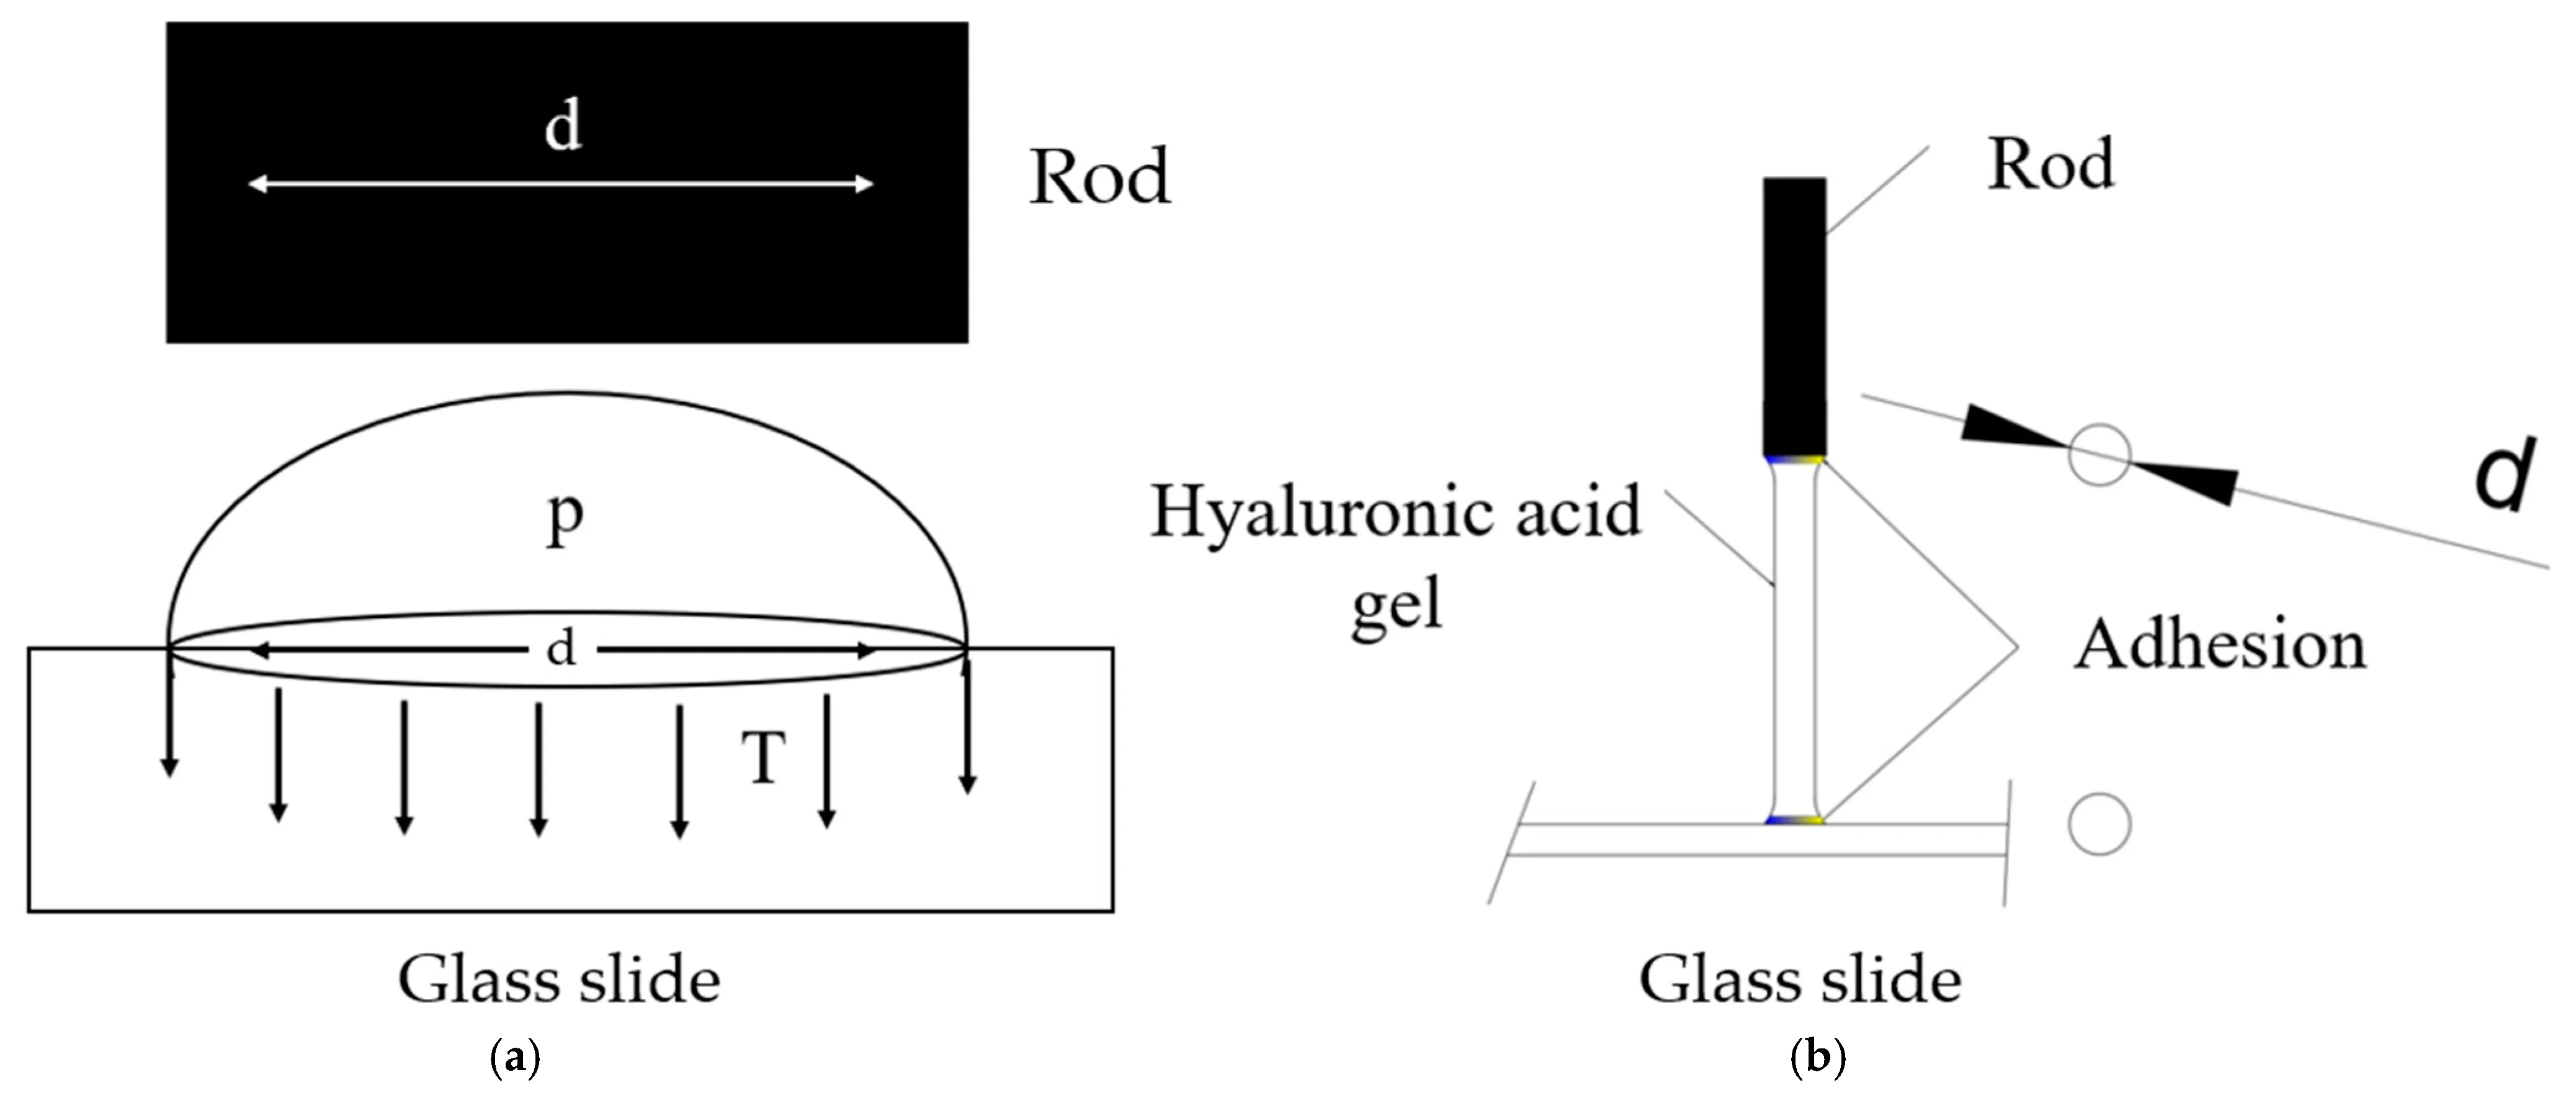 d
Rod
p
d
T
Glass slide
(a)
Rod
Hyaluronic acid
gel
d
Adhesion
Glass slide
(b)